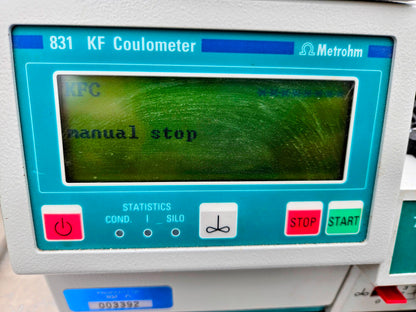 831 KF Coulometer
Metrohm
KFC
manual stop
STATISTICS
COND. I SILO
STOP START
003392